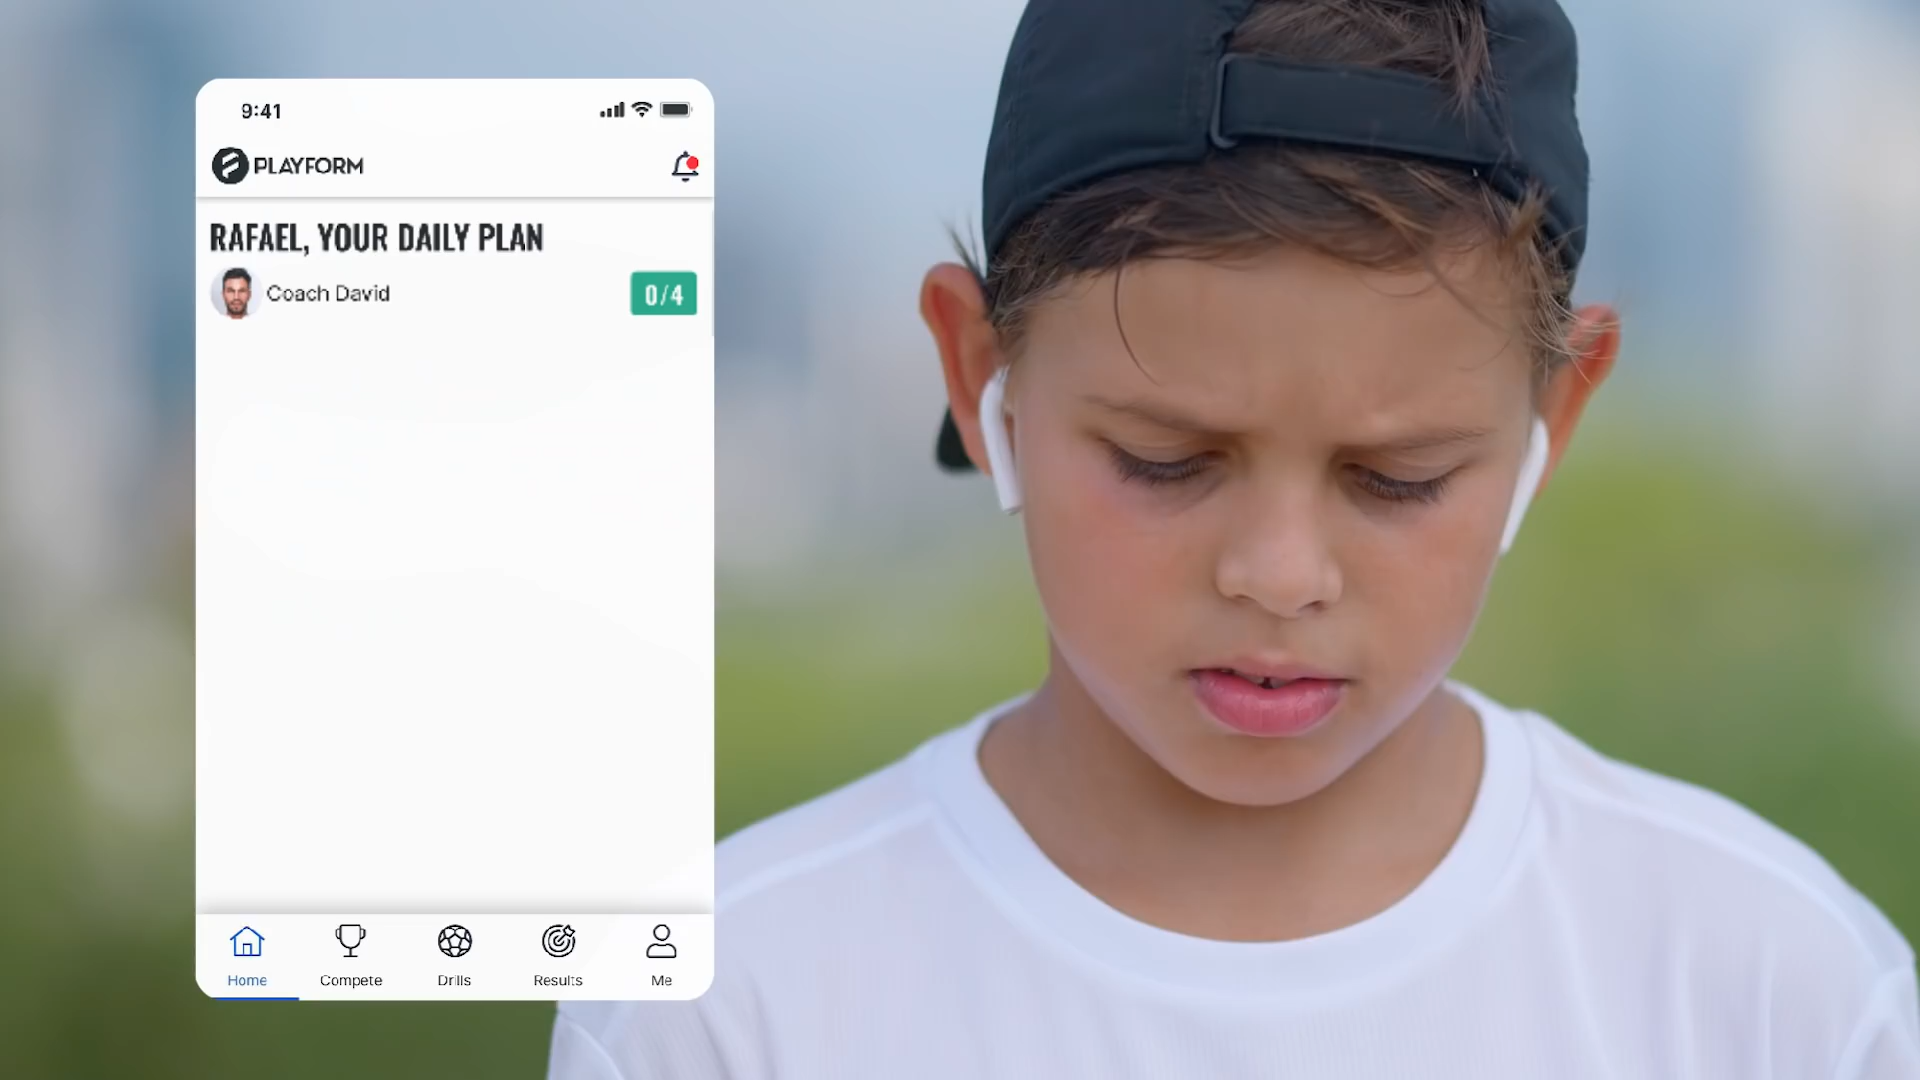 9:41
PLAYFORM
RAFAEL, YOUR DAILY PLAN
Coach David
0/4
Home
Compete
Drills
Results
Me